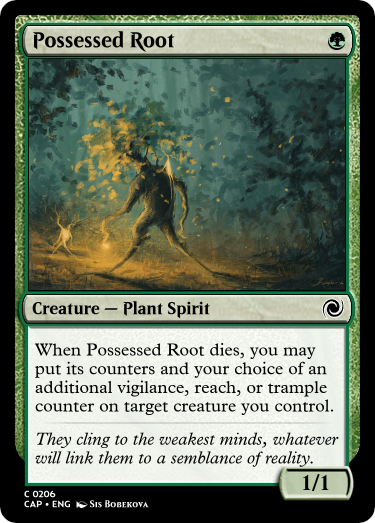 Possessed Root
Creature — Plant Spirit
When Possessed Root dies, you may
put its counters and your choice of an
additional vigilance, reach, or trample
counter on target creature you control.
They cling to the weakest minds, whatever
will link them to a semblance of reality.
1/1
C 0206
CAP • ENG Sis Bobekova